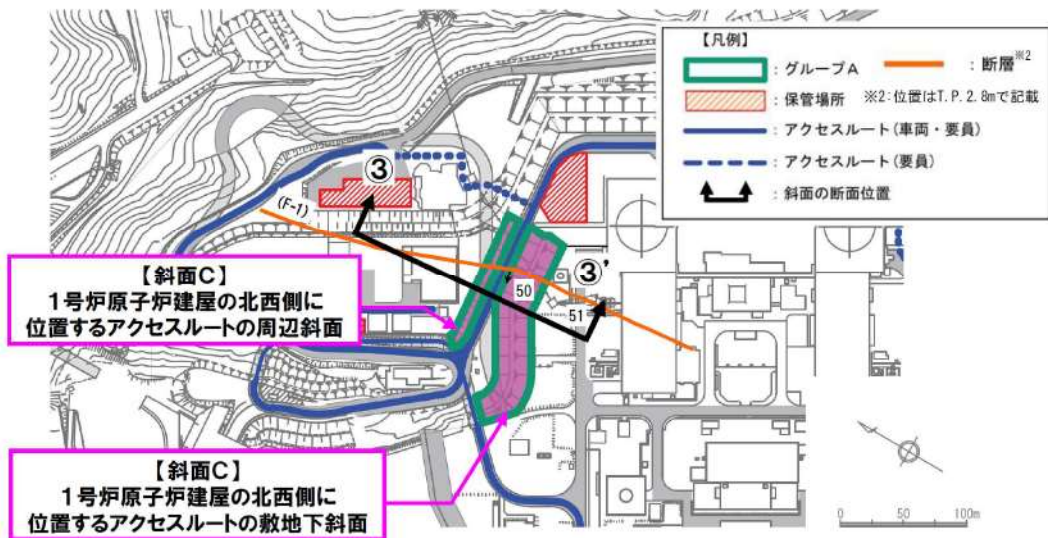 【凡例】
:グループA
:断層※2
:保管場所
※2:位置はT.P.2.8mで記載
:アクセスルート(車両・要員)
:アクセスルート(要員)
:斜面の断面位置
③
(F-1)
③'
50
51
【斜面C】
1号炉原子炉建屋の北西側に
位置するアクセスルートの周辺斜面
【斜面C】
1号炉原子炉建屋の北西側に
位置するアクセスルートの敷地下斜面
0 50 100m